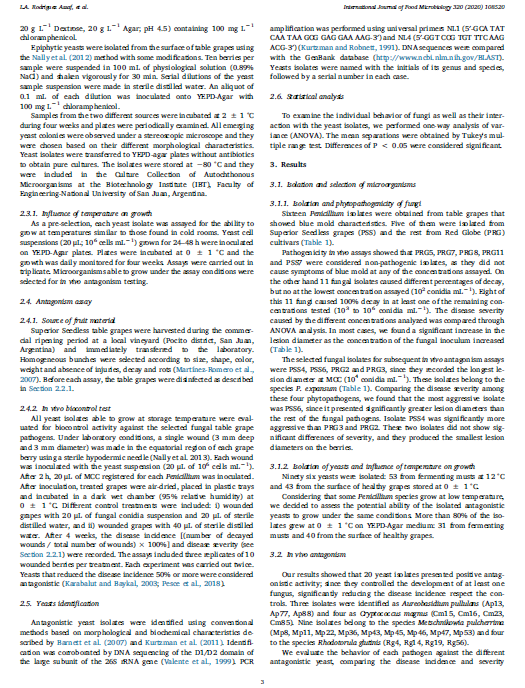 L.A. Rodriguez Assaf, et al.
International Journal of Food Microbiology 320 (2020) 108520
20 g L−1 Dextrose, 20 g L−1 Agar; pH 4.5) containing 100 mg L−1
chloramphenicol.
Epiphytic yeasts were isolated from the surface of table grapes using
the Nally et al. (2012) method with some modifications. Ten berries per
sample were suspended in 100 mL of physiological solution (0.89%
NaCl) and shaken vigorously for 30 min. Serial dilutions of the yeast
sample suspension were made in sterile distilled water. An aliquot of
0.1 mL of each dilution was inoculated onto YEPD-Agar with
100 mg L−1 chloramphenicol.
Samples from the two different sources were incubated at 2 ± 1 °C
during four weeks and plates were periodically examined. All emerging
yeast colonies were observed under a stereoscopic microscope and they
were chosen based on their different morphological characteristics.
Yeast isolates were transferred to YEPD-agar plates without antibiotics
to obtain pure cultures. The isolates were stored at −80 °C and they
were included in the Culture Collection of Autochthonous
Microorganisms at the Biotechnology Institute (IBT), Faculty of
Engineering-National University of San Juan, Argentina.
2.3.1. Influence of temperature on growth
As a pre-selection, each yeast isolate was assayed for the ability to
grow at temperatures similar to those found in cold rooms. Yeast cell
suspensions (20 μL; 106 cells mL−1) grown for 24–48 h were inoculated
on YEPD-Agar plates. Plates were incubated at 0 ± 1 °C and the
growth was daily monitored for four weeks. Assays were carried out in
triplicate. Microorganisms able to grow under the assay conditions were
selected for in vivo antagonism testing.
2.4. Antagonism assay
2.4.1. Source of fruit material
Superior Seedless table grapes were harvested during the commer-
cial ripening period at a local vineyard (Pocito district, San Juan,
Argentina) and immediately transferred to the laboratory.
Homogeneous bunches were selected according to size, shape, color,
weight and absence of injuries, decay and rots (Martínez-Romero et al.,
2007). Before each assay, the table grapes were disinfected as described
in Section 2.2.1.
2.4.2. In vivo biocontrol test
All yeast isolates able to grow at storage temperature were eval-
uated for biocontrol activity against the selected fungal table grape
pathogens. Under laboratory conditions, a single wound (3 mm deep
and 3 mm diameter) was made in the equatorial region of each grape
berry using a sterile hypodermic needle (Nally et al., 2013). Each wound
was inoculated with the yeast suspension (20 μL of 106 cells mL−1).
After 2 h, 20 μL of MCC registered for each Penicillium was inoculated.
After inoculation, treated grapes were air-dried, placed in plastic trays
and incubated in a dark wet chamber (95% relative humidity) at
0 ± 1 °C. Different control treatments were included: i) wounded
grapes with 20 μL of fungal conidia suspension and 20 μL of sterile
distilled water, and ii) wounded grapes with 40 μL of sterile distilled
water. After 4 weeks, the disease incidence [(number of decayed
wounds / total number of wounds) × 100%] and disease severity (see
Section 2.2.1) were recorded. The assays included three replicates of 10
wounded berries per treatment. Each experiment was carried out twice.
Yeasts that reduced the disease incidence 50% or more were considered
antagonistic (Karabulut and Baykal, 2003; Pesce et al., 2018).
2.5. Yeasts identification
Antagonistic yeast isolates were identified using conventional
methods based on morphological and biochemical characteristics de-
scribed by Barnett et al. (2007) and Kurtzman et al. (2011). Identifi-
cation was corroborated by DNA sequencing of the D1/D2 domain of
the large subunit of the 26S rRNA gene (Valente et al., 1999). PCR
amplification was performed using universal primers NL1 (5′-GCA TAT
CAA TAA GCG GAG GAA AAG-3′) and NL4 (5′-GGT CCG TGT TTC AAG
ACG-3′) (Kurtzman and Robnett, 1991). DNA sequences were compared
with the GenBank database (http://www.ncbi.nlm.nih.gov/BLAST).
Yeasts isolates were named with the initials of its genus and species,
followed by a serial number in each case.
2.6. Statistical analysis
To examine the individual behavior of fungi as well as their inter-
action with the yeast isolates, we performed one-way analysis of var-
iance (ANOVA). The mean separations were obtained by Tukey's mul-
tiple range test. Differences of P < 0.05 were considered significant.
3. Results
3.1. Isolation and selection of microorganisms
3.1.1. Isolation and phytopathogenicity of fungi
Sixteen Penicillium isolates were obtained from table grapes that
showed blue mold characteristics. Five of them were isolated from
Superior Seedless grapes (PSS) and the rest from Red Globe (PRG)
cultivars (Table 1).
Pathogenicity in vivo assays showed that PRG5, PRG7, PRG8, PRG11
and PSS7 were considered non-pathogenic isolates, as they did not
cause symptoms of blue mold at any of the concentrations assayed. On
the other hand 11 fungal isolates caused different percentages of decay,
but no at the lowest concentration assayed (102 conidia mL−1). Eight of
this 11 fungi caused 100% decay in at least one of the remaining con-
centrations tested (103 to 106 conidia mL−1). The disease severity
caused by the different concentrations analyzed was compared through
ANOVA analysis. In most cases, we found a significant increase in the
lesion diameter as the concentration of the fungal inoculum increased
(Table 1).
The selected fungal isolates for subsequent in vivo antagonism assays
were PSS4, PSS6, PRG2 and PRG3, since they recorded the longest le-
sion diameter at MCC (104 conidia mL−1). These isolates belong to the
species P. expansum (Table 1). Comparing the disease severity among
these four phytopathogens, we found that the most aggressive isolate
was PSS6, since it presented significantly greater lesion diameters than
the rest of the fungal pathogens. Isolate PSS4 was significantly more
aggressive than PRG3 and PRG2. These two isolates did not show sig-
nificant differences of severity, and they produced the smallest lesion
diameters on the berries.
3.1.2. Isolation of yeasts and influence of temperature on growth
Ninety six yeasts were isolated: 53 from fermenting musts at 12 °C
and 43 from the surface of healthy grapes stored at 0 ± 1 °C.
Considering that some Penicillium species grow at low temperature,
we decided to assess the potential ability of the isolated antagonist
yeasts to grow under the same conditions. More than 80% of the iso-
lates grew at 0 ± 1 °C on YEPD-Agar medium: 31 from fermenting
musts and 40 from the surface of healthy grapes.
3.2. In vivo antagonism
Our results showed that 20 yeast isolates presented positive antag-
onistic activity; since they controlled the development of at least one
fungus, significantly reducing the disease incidence respect the con-
trols. Three isolates were identified as Aureobasidium pullulans (Ap13,
Ap77, Ap88) and four as Cryptococcus magnus (Cm15, Cm16, Cm23,
Cm85). Nine isolates belong to the species Metschnikowia pulcherrima
(Mp8, Mp11, Mp22, Mp36, Mp43, Mp45, Mp46, Mp47, Mp53) and four
to the species Rhodotorula glutinis (Rg4, Rg14, Rg19, Rg56).
We evaluate the behavior of each pathogen against the different
antagonistic yeast, comparing the disease incidence and severity
3